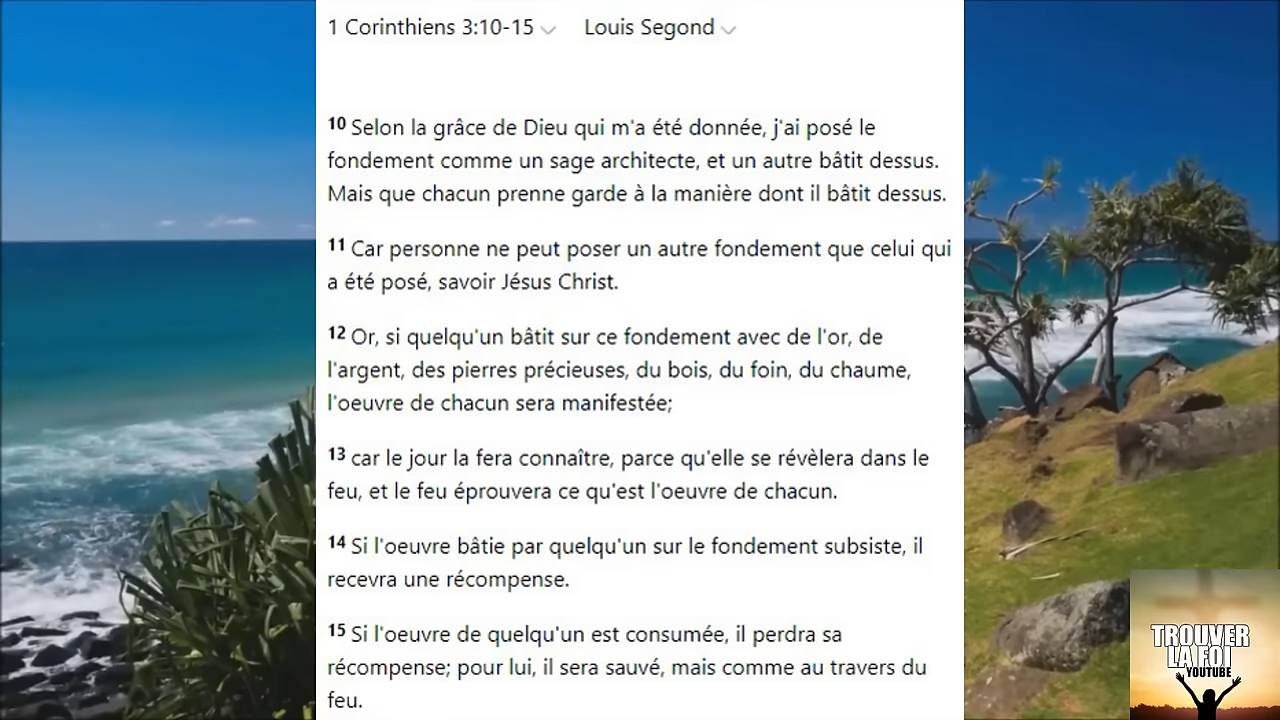 1 Corinthiens 3:10-15 Louis Segond
10 Selon la grâce de Dieu qui m'a été donnée, j'ai posé le
fondement comme un sage architecte, et un autre bâtit dessus.
Mais que chacun prenne garde à la manière dont il bâtit dessus.
11 Car personne ne peut poser un autre fondement que celui qui
a été posé, savoir Jésus Christ.
12 Or, si quelqu'un bâtit sur ce fondement avec de l'or, de
l'argent, des pierres précieuses, du bois, du foin, du chaume,
l'oeuvre de chacun sera manifestée;
13 car le jour la fera connaître, parce qu'elle se révèlera dans le
feu, et le feu éprouvera ce qu'est l'oeuvre de chacun.
14 Si l'oeuvre bâtie par quelqu'un sur le fondement subsiste, il
recevra une récompense.
15 Si l'oeuvre de quelqu'un est consumée, il perdra sa
récompense; pour lui, il sera sauvé, mais comme au travers du
feu.
TROUVER
LA FOI
YOUTUBE